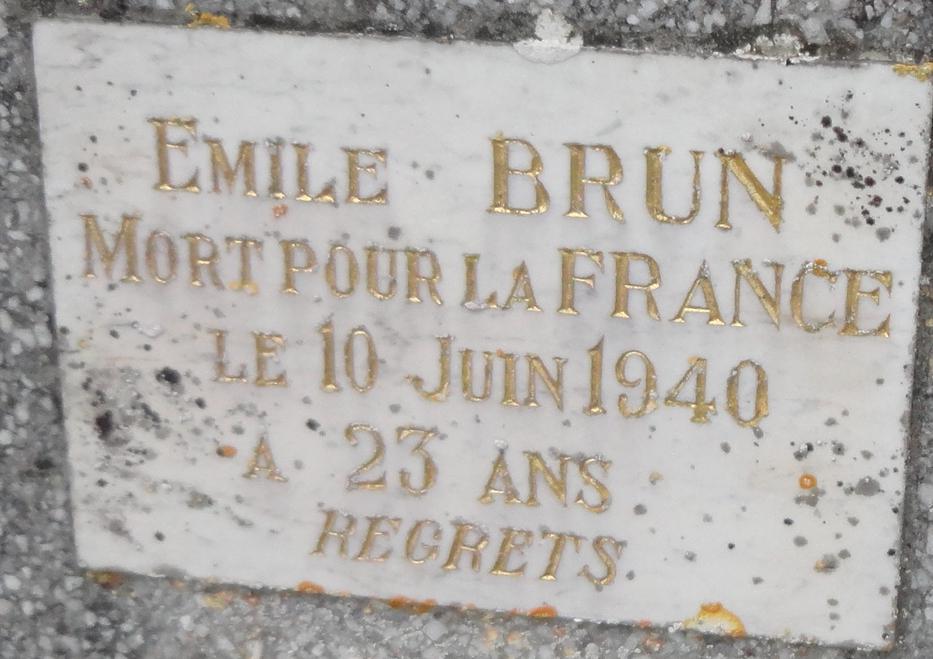 EMILE BRUN
MORT POUR LA FRANCE
LE 10 JUIN 1940
A 23 ANS
REGRETS